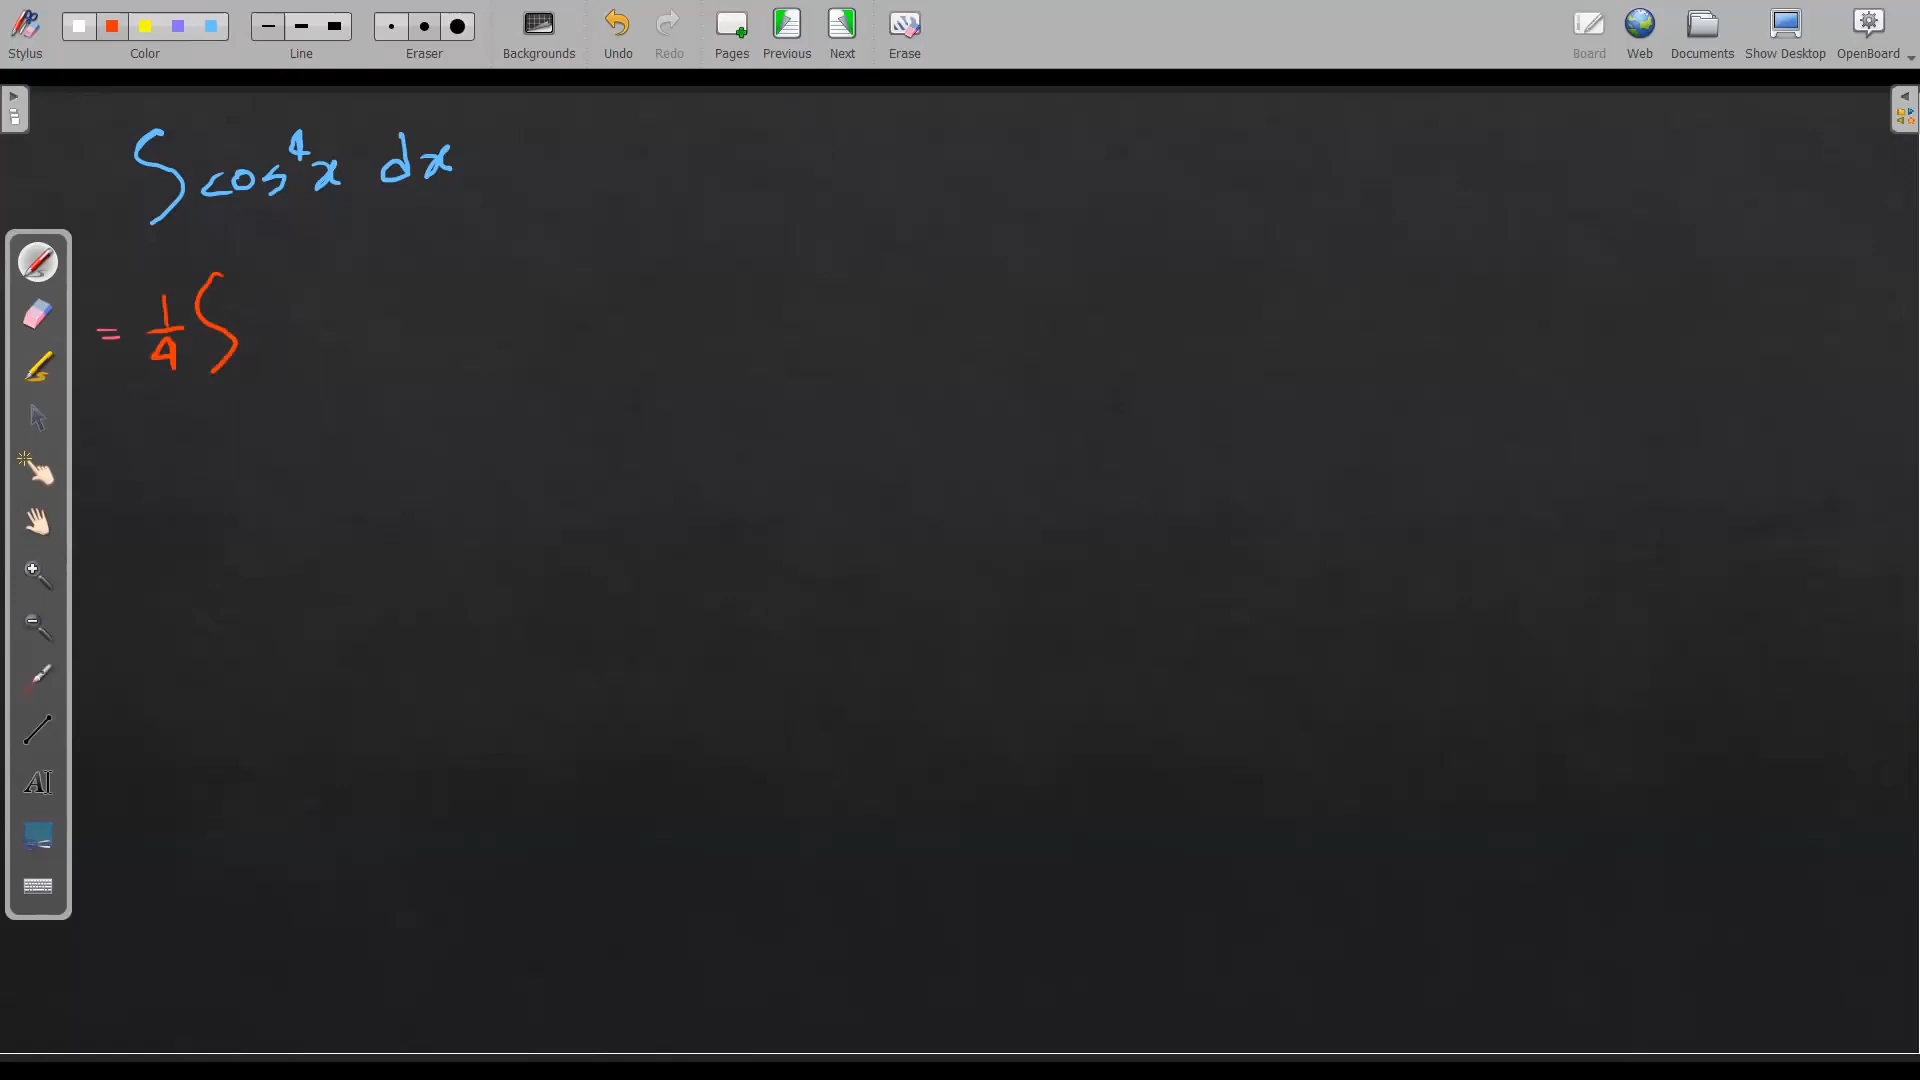 Stylus Color Line Eraser Backgrounds Undo Redo Pages Previous Next Erase Board Web Documents Show Desktop OpenBoard
∫ cos⁴x dx
= 1/4 ∫
AI